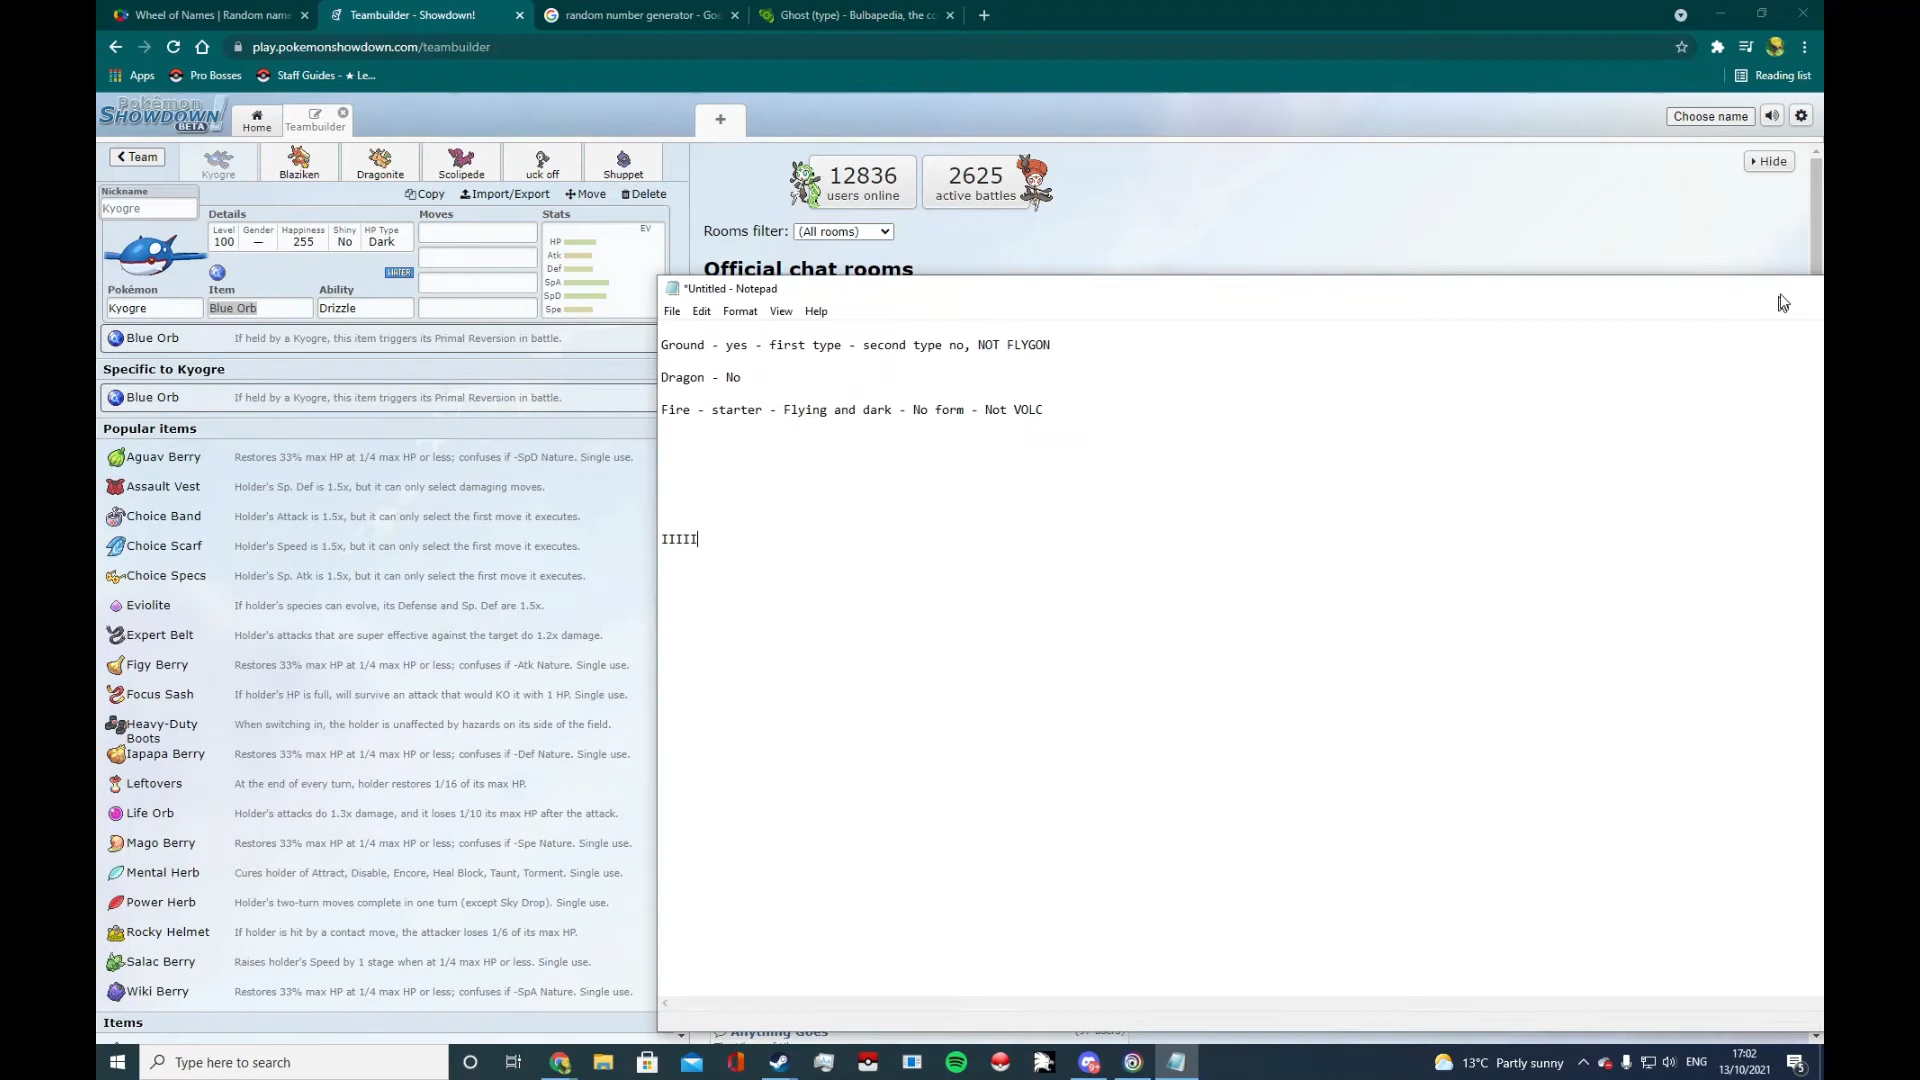 Wheel of Names | Random name
Teambuilder - Showdown!
random number generator - Goo
Ghost (type) - Bulbapedia, the co
play.pokemonshowdown.com/teambuilder
Apps
Pro Bosses
Staff Guides - ★ Le...
Reading list
Pokémon
SHOWDOWN!
BETA
Home
Teambuilder
+
Choose name
Team
Kyogre
Blaziken
Dragonite
Scolipede
uck off
Shuppet
Copy
Import/Export
Move
Delete
Nickname
Kyogre
Details
Level
100
Gender
—
Happiness
255
Shiny
No
HP Type
Dark
WATER
Pokémon
Kyogre
Item
Blue Orb
Ability
Drizzle
Moves
Stats
EV
HP
Atk
Def
SpA
SpD
Spe
12836
users online
2625
active battles
Hide
Rooms filter: (All rooms)
Official chat rooms
Blue Orb If held by a Kyogre, this item triggers its Primal Reversion in battle.
Specific to Kyogre
Blue Orb If held by a Kyogre, this item triggers its Primal Reversion in battle.
Popular items
Aguav Berry Restores 33% max HP at 1/4 max HP or less; confuses if -SpD Nature. Single use.
Assault Vest Holder's Sp. Def is 1.5x, but it can only select damaging moves.
Choice Band Holder's Attack is 1.5x, but it can only select the first move it executes.
Choice Scarf Holder's Speed is 1.5x, but it can only select the first move it executes.
Choice Specs Holder's Sp. Atk is 1.5x, but it can only select the first move it executes.
Eviolite If holder's species can evolve, its Defense and Sp. Def are 1.5x.
Expert Belt Holder's attacks that are super effective against the target do 1.2x damage.
Figy Berry Restores 33% max HP at 1/4 max HP or less; confuses if -Atk Nature. Single use.
Focus Sash If holder's HP is full, will survive an attack that would KO it with 1 HP. Single use.
Heavy-Duty Boots When switching in, the holder is unaffected by hazards on its side of the field.
Iapapa Berry Restores 33% max HP at 1/4 max HP or less; confuses if -Def Nature. Single use.
Leftovers At the end of every turn, holder restores 1/16 of its max HP.
Life Orb Holder's attacks do 1.3x damage, and it loses 1/10 its max HP after the attack.
Mago Berry Restores 33% max HP at 1/4 max HP or less; confuses if -Spe Nature. Single use.
Mental Herb Cures holder of Attract, Disable, Encore, Heal Block, Taunt, Torment. Single use.
Power Herb Holder's two-turn moves complete in one turn (except Sky Drop). Single use.
Rocky Helmet If holder is hit by a contact move, the attacker loses 1/6 of its max HP.
Salac Berry Raises holder's Speed by 1 stage when at 1/4 max HP or less. Single use.
Wiki Berry Restores 33% max HP at 1/4 max HP or less; confuses if -SpA Nature. Single use.
Items
*Untitled - Notepad
File Edit Format View Help
Ground - yes - first type - second type no, NOT FLYGON
Dragon - No
Fire - starter - Flying and dark - No form - Not VOLC
IIIII
Anything Goes
Type here to search
13°C Partly sunny
ENG
17:02
13/10/2021
5